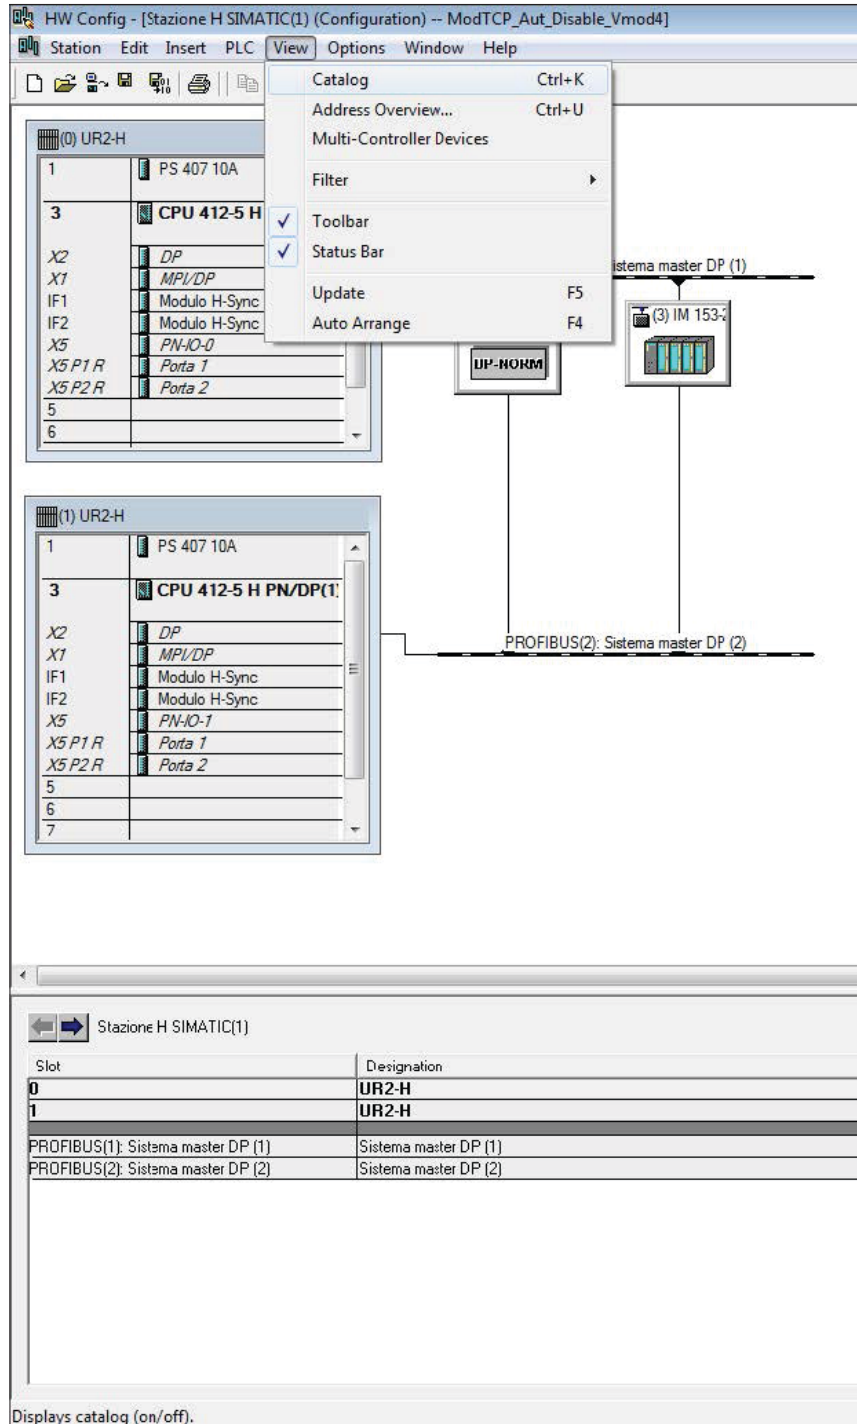 HW Config - [Stazione H SIMATIC(1) (Configuration) -- ModTCP_Aut_Disable_Vmod4]
Station Edit Insert PLC View Options Window Help
Catalog Ctrl+K
Address Overview... Ctrl+U
Multi-Controller Devices
Filter
Toolbar
Status Bar
Update F5
Auto Arrange F4
(0) UR2-H
1 PS 407 10A
3 CPU 412-5 H
X2 DP
X1 MPI/DP
IF1 Modulo H-Sync
IF2 Modulo H-Sync
X5 PN-IO-0
X5 P1 R Porta 1
X5 P2 R Porta 2
5
6
istema master DP (1)
(3) IM 153-2
DP-NORM
(1) UR2-H
1 PS 407 10A
3 CPU 412-5 H PN/DP(1)
X2 DP
X1 MPI/DP
IF1 Modulo H-Sync
IF2 Modulo H-Sync
X5 PN-IO-1
X5 P1 R Porta 1
X5 P2 R Porta 2
5
6
7
PROFIBUS(2): Sistema master DP (2)
Stazione H SIMATIC(1)
Slot Designation
0 UR2-H
1 UR2-H
PROFIBUS(1): Sistema master DP (1) Sistema master DP (1)
PROFIBUS(2): Sistema master DP (2) Sistema master DP (2)
Displays catalog (on/off).